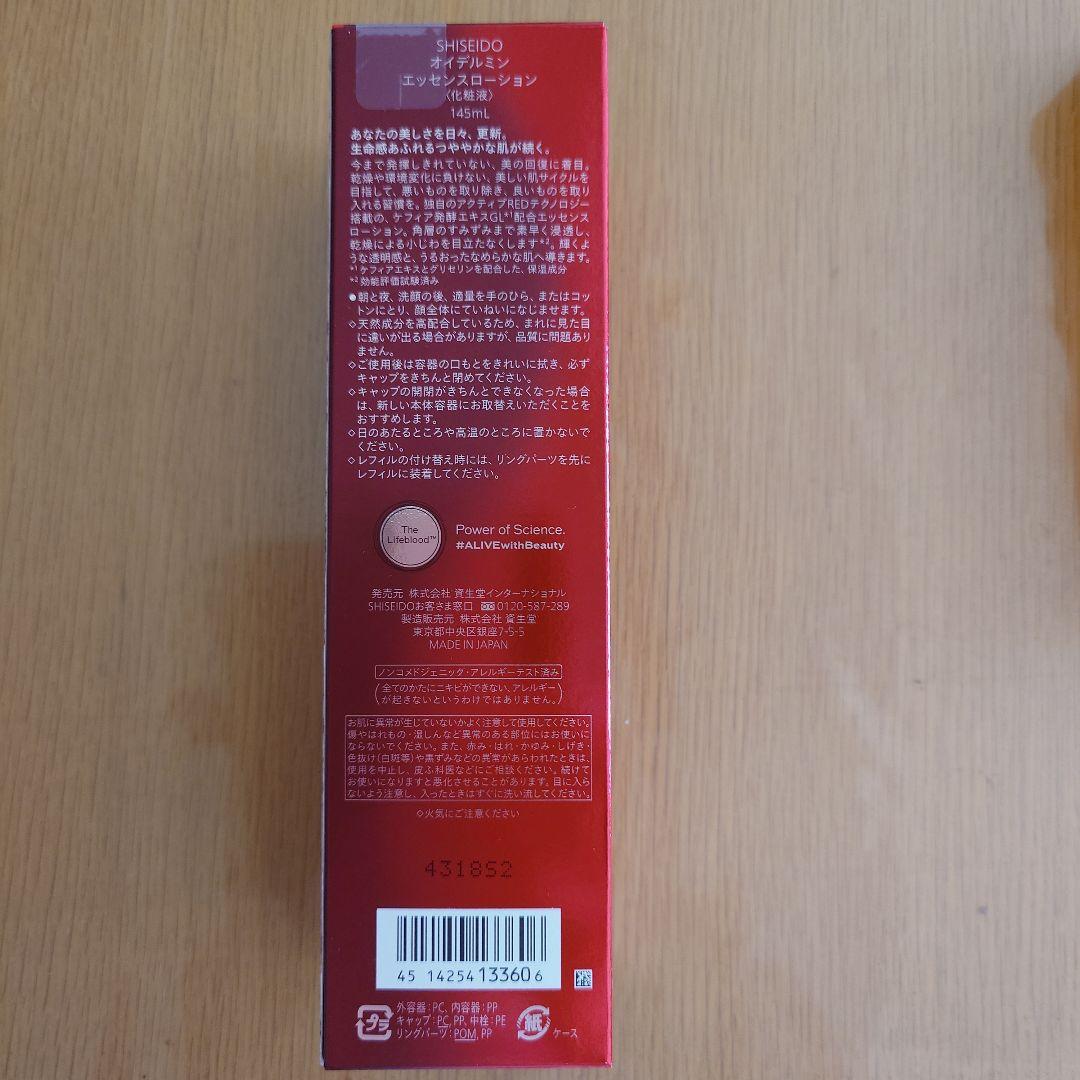 SHISEIDO
オイデルミン
エッセンスローション
〈化粧液〉
145mL
あなたの美しさを日々、更新。
生命感あふれるつややかな肌が続く。
今まで発揮しきれていない、美の回復に着目。
乾燥や環境変化に負けない、美しい肌サイクルを
目指して、悪いものを取り除き、良いものを取り
入れる習慣を。独自のアクティブREDテクノロジー
搭載の、ケフィア発酵エキスGL*¹配合エッセンス
ローション。角層のすみずみまで素早く浸透し、
乾燥による小じわを目立たなくします*²。輝くよ
うな透明感と、うるおったなめらかな肌へ導きます。
*¹ ケフィアエキスとグリセリンを配合した、保湿成分
*² 効能評価試験済み
●朝と夜、洗顔の後、適量を手のひら、またはコッ
トンにとり、顔全体にていねいになじませます。
◇天然成分を高配合しているため、まれに見た目
に違いが出る場合がありますが、品質に問題あり
ません。
◇ご使用後は容器の口もとをきれいに拭き、必ず
キャップをきちんと閉めてください。
◇キャップの開閉がきちんとできなくなった場合
は、新しい本体容器にお取替えいただくことを
おすすめします。
◇日のあたるところや高温のところに置かないで
ください。
◇レフィルの付け替え時には、リングパーツを先に
レフィルに装着してください。
The
Lifeblood™
Power of Science.
#ALIVEwithBeauty
発売元 株式会社 資生堂インターナショナル
SHISEIDOお客さま窓口 0120-587-289
製造販売元 株式会社 資生堂
東京都中央区銀座7-5-5
MADE IN JAPAN
ノンコメドジェニック・アレルギーテスト済み
(全てのかたにニキビができない、アレルギー
が起きないというわけではありません。)
お肌に異常が生じていないかよく注意して使用してください。
傷やはれもの・湿しんなど異常のある部位にはお使いに
ならないでください。また、赤み・はれ・かゆみ・しげき・
色抜け(白斑等)や黒ずみなどの異常があらわれたときは、
使用を中止し、皮ふ科医などにご相談ください。続けて
お使いになりますと悪化させることがあります。目に入ら
ないよう注意し、入ったときはすぐに洗い流してください。
◇火気にご注意ください
4318S2
45 14254 13360 6
プラ
外容器:PC、内容器:PP
キャップ:PC, PP, 中栓:PE
リングパーツ:POM, PP
紙
ケース